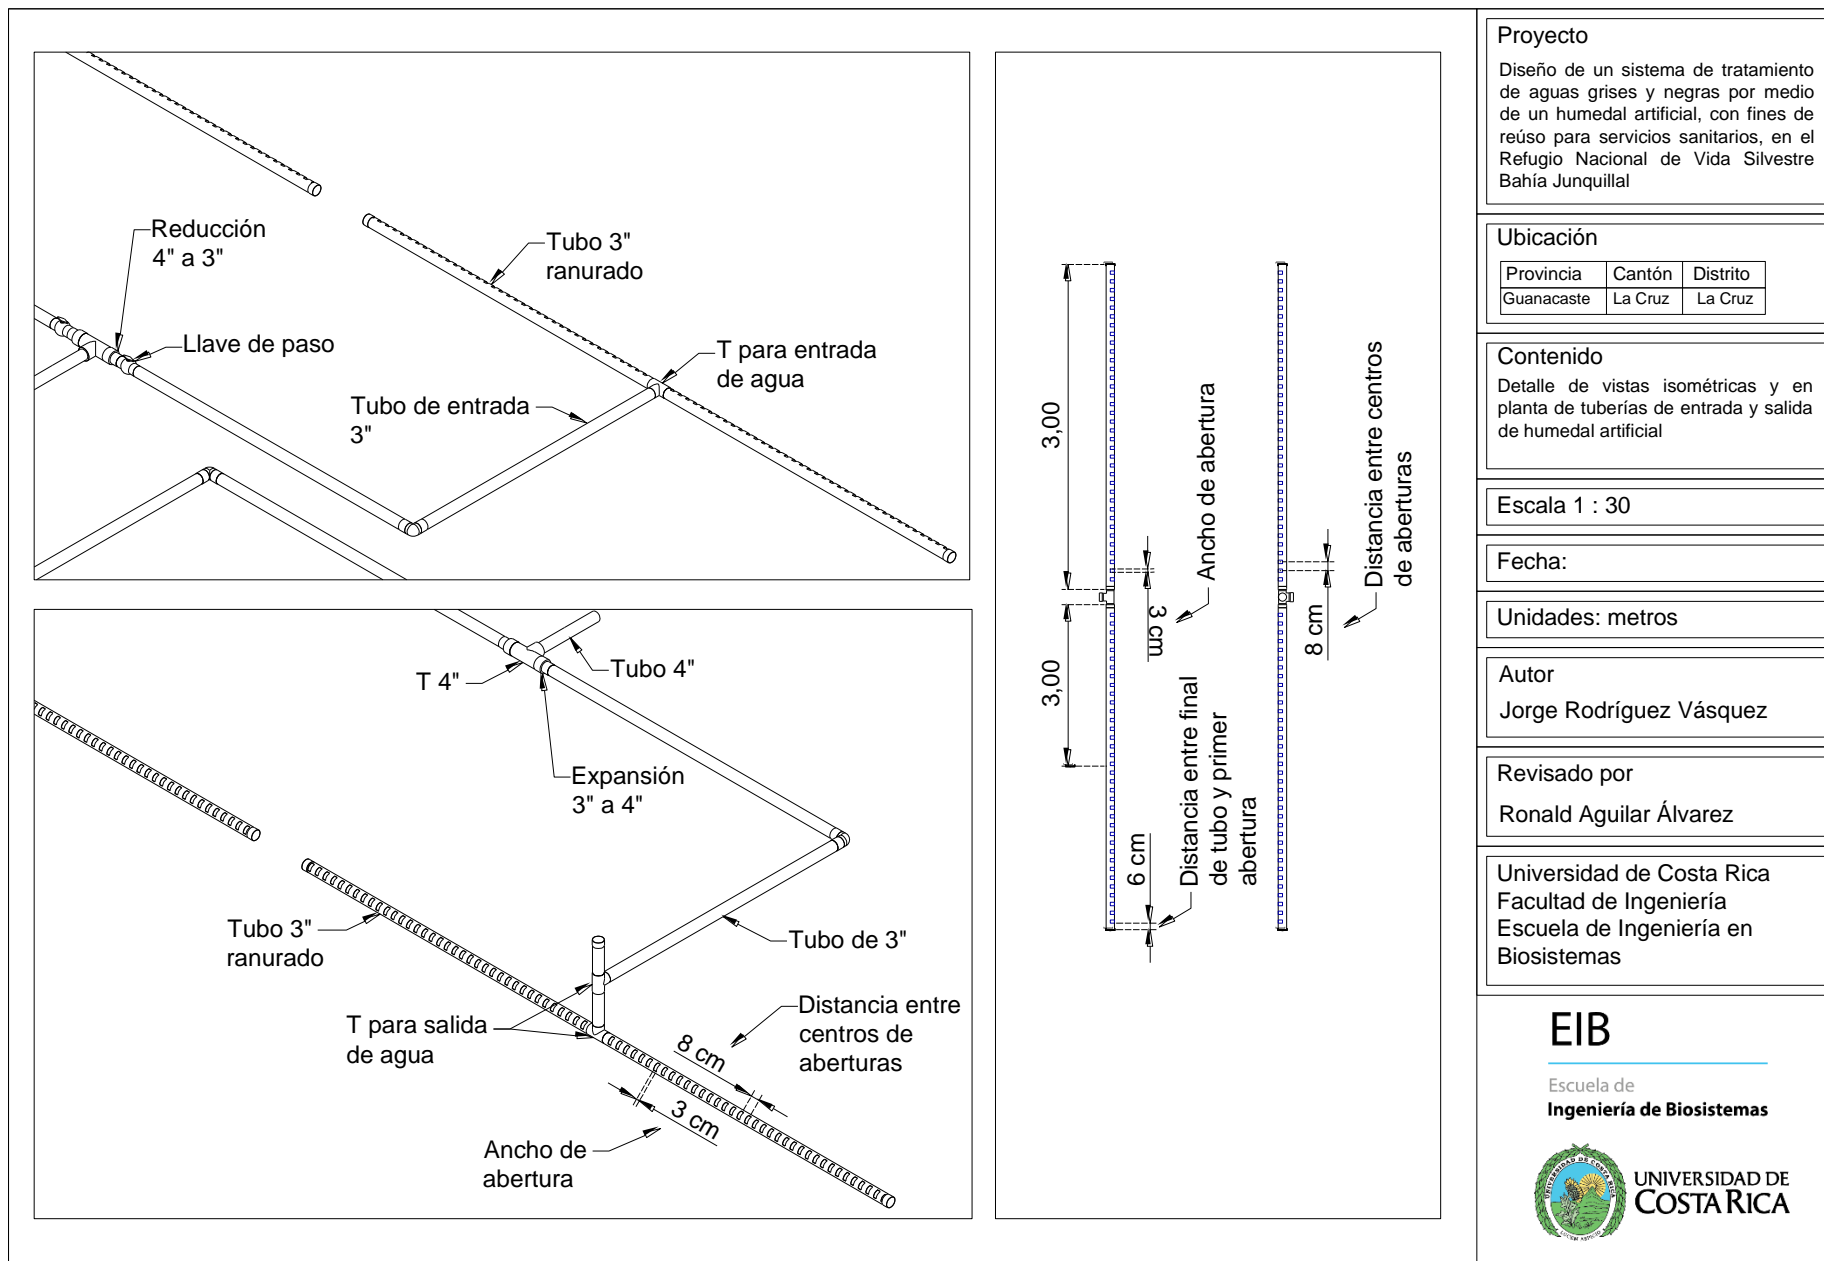 Reducción
4" a 3"
Llave de paso
Tubo 3"
ranurado
T para entrada
de agua
Tubo de entrada
3"
T 4"
Tubo 4"
Expansión
3" a 4"
Tubo 3"
ranurado
Tubo de 3"
T para salida
de agua
Distancia entre
centros de
aberturas
8 cm
3 cm
Ancho de
abertura
3,00
3,00
Ancho de abertura
3 cm
Distancia entre final
de tubo y primer
abertura
6 cm
Distancia entre centros
de aberturas
8 cm
Proyecto
Diseño de un sistema de tratamiento
de aguas grises y negras por medio
de un humedal artificial, con fines de
reúso para servicios sanitarios, en el
Refugio Nacional de Vida Silvestre
Bahía Junquillal
Ubicación
Provincia Cantón Distrito
Guanacaste La Cruz La Cruz
Contenido
Detalle de vistas isométricas y en
planta de tuberías de entrada y salida
de humedal artificial
Escala 1 : 30
Fecha:
Unidades: metros
Autor
Jorge Rodríguez Vásquez
Revisado por
Ronald Aguilar Álvarez
Universidad de Costa Rica
Facultad de Ingeniería
Escuela de Ingeniería en
Biosistemas
EIB
Escuela de
Ingeniería de Biosistemas
UNIVERSIDAD DE COSTA RICA
LUCEM ASPICIO
UNIVERSIDAD DE
COSTA RICA